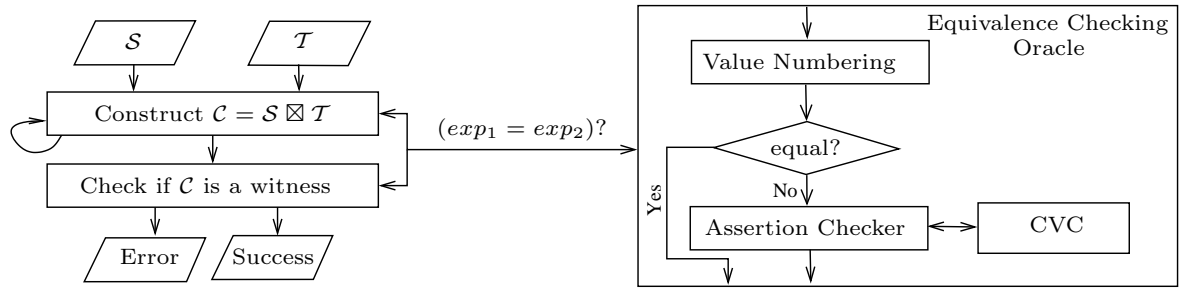 𝒮
𝒯
Construct 𝒞 = 𝒮 ⊠ 𝒯
Check if 𝒞 is a witness
Error
Success
(exp₁ = exp₂)?
Equivalence Checking
Oracle
Value Numbering
equal?
Yes
No
Assertion Checker
CVC